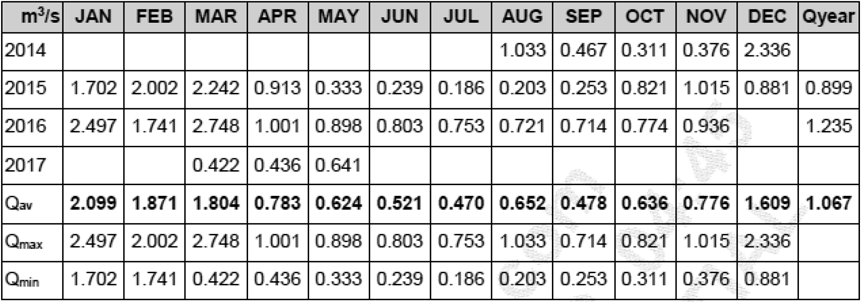 m³/s JAN FEB MAR APR MAY JUN JUL AUG SEP OCT NOV DEC Qyear
2014 1.033 0.467 0.311 0.376 2.336
2015 1.702 2.002 2.242 0.913 0.333 0.239 0.186 0.203 0.253 0.821 1.015 0.881 0.899
2016 2.497 1.741 2.748 1.001 0.898 0.803 0.753 0.721 0.714 0.774 0.936 1.235
2017 0.422 0.436 0.641
Qav 2.099 1.871 1.804 0.783 0.624 0.521 0.470 0.652 0.478 0.636 0.776 1.609 1.067
Qmax 2.497 2.002 2.748 1.001 0.898 0.803 0.753 1.033 0.714 0.821 1.015 2.336
Qmin 1.702 1.741 0.422 0.436 0.333 0.239 0.186 0.203 0.253 0.311 0.376 0.881